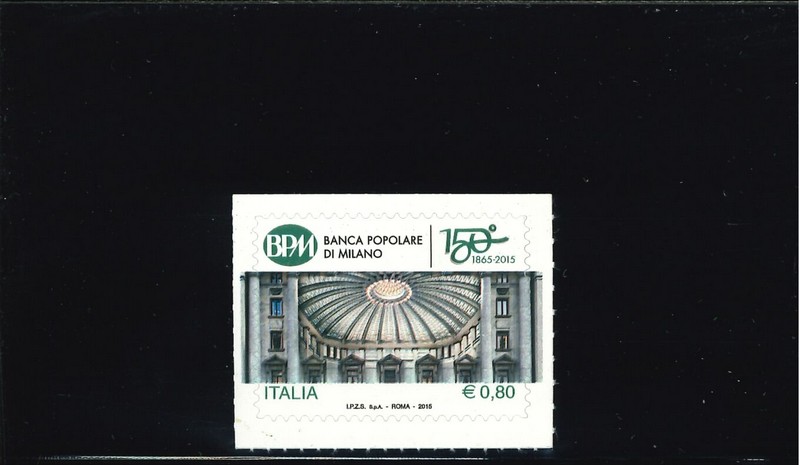 BPM
BANCA POPOLARE
DI MILANO
150°
1865-2015
ITALIA
€ 0,80
I.P.Z.S. S.p.A. - ROMA - 2015